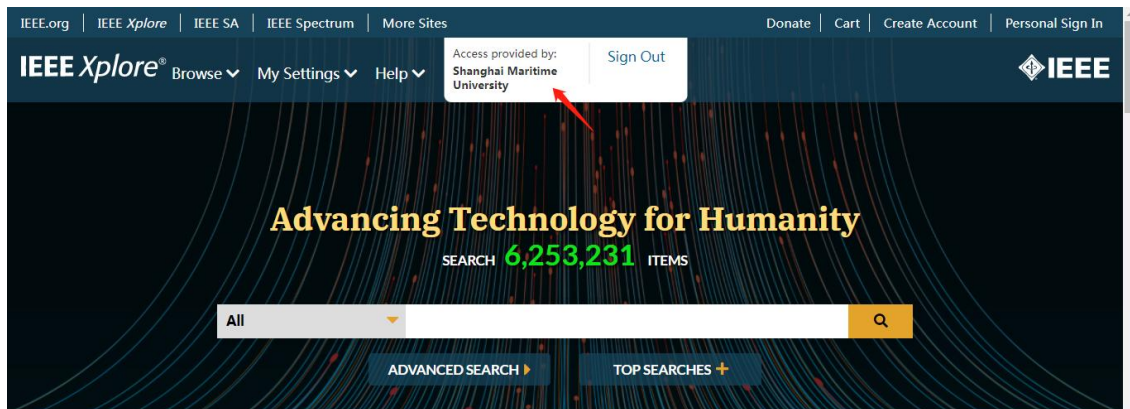 IEEE.org IEEE Xplore IEEE SA IEEE Spectrum More Sites Donate Cart Create Account Personal Sign In
IEEE Xplore® Browse My Settings Help
Access provided by:
Shanghai Maritime
University
Sign Out
IEEE
Advancing Technology for Humanity
SEARCH 6,253,231 ITEMS
All
ADVANCED SEARCH TOP SEARCHES